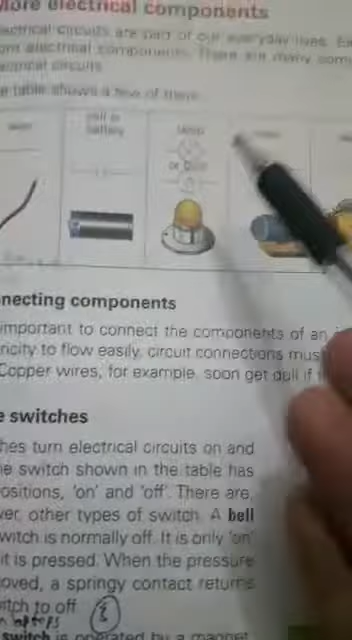 More electrical components
electrical circuits are part of our everyday lives.
electrical components. There are many
circuits
table shows a few of them
cell or
battery
lamp
or bulb
nnecting components
important to connect the components of an
ricity to flow easily, circuit connections mus
Copper wires, for example, soon get dull if
e switches
hes turn electrical circuits on and
he switch shown in the table has
ositions, 'on' and 'off'. There are,
ver, other types of switch. A bell
witch is normally off. It is only 'on'
it is pressed. When the pressure
oved, a springy contact returns
itch to off
switch is operated by a magnet